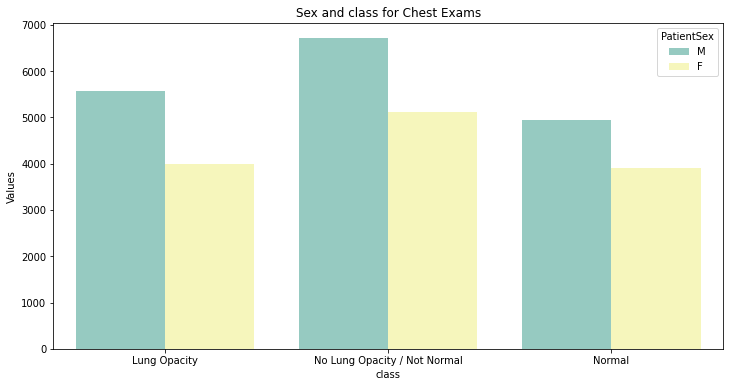 Sex and class for Chest Exams
7000
6000
5000
4000
3000
2000
1000
0
Values
PatientSex
M
F
Lung Opacity
No Lung Opacity / Not Normal
Normal
class